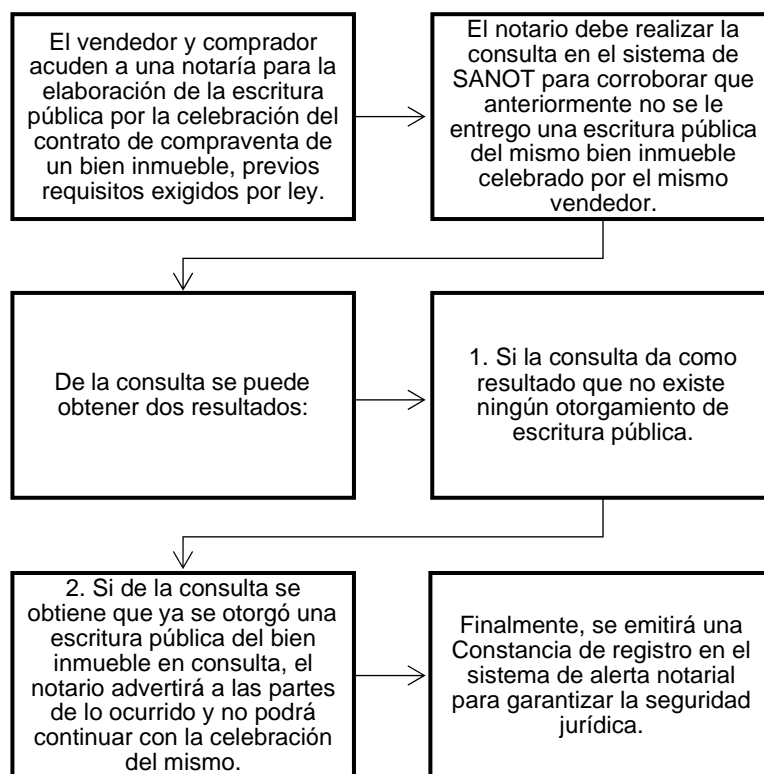 El vendedor y comprador
acuden a una notaría para la
elaboración de la escritura
pública por la celebración del
contrato de compraventa de
un bien inmueble, previos
requisitos exigidos por ley.
El notario debe realizar la
consulta en el sistema de
SANOT para corroborar que
anteriormente no se le
entrego una escritura pública
del mismo bien inmueble
celebrado por el mismo
vendedor.
De la consulta se puede
obtener dos resultados:
1. Si la consulta da como
resultado que no existe
ningún otorgamiento de
escritura pública.
2. Si de la consulta se
obtiene que ya se otorgó una
escritura pública del bien
inmueble en consulta, el
notario advertirá a las partes
de lo ocurrido y no podrá
continuar con la celebración
del mismo.
Finalmente, se emitirá una
Constancia de registro en el
sistema de alerta notarial
para garantizar la seguridad
jurídica.